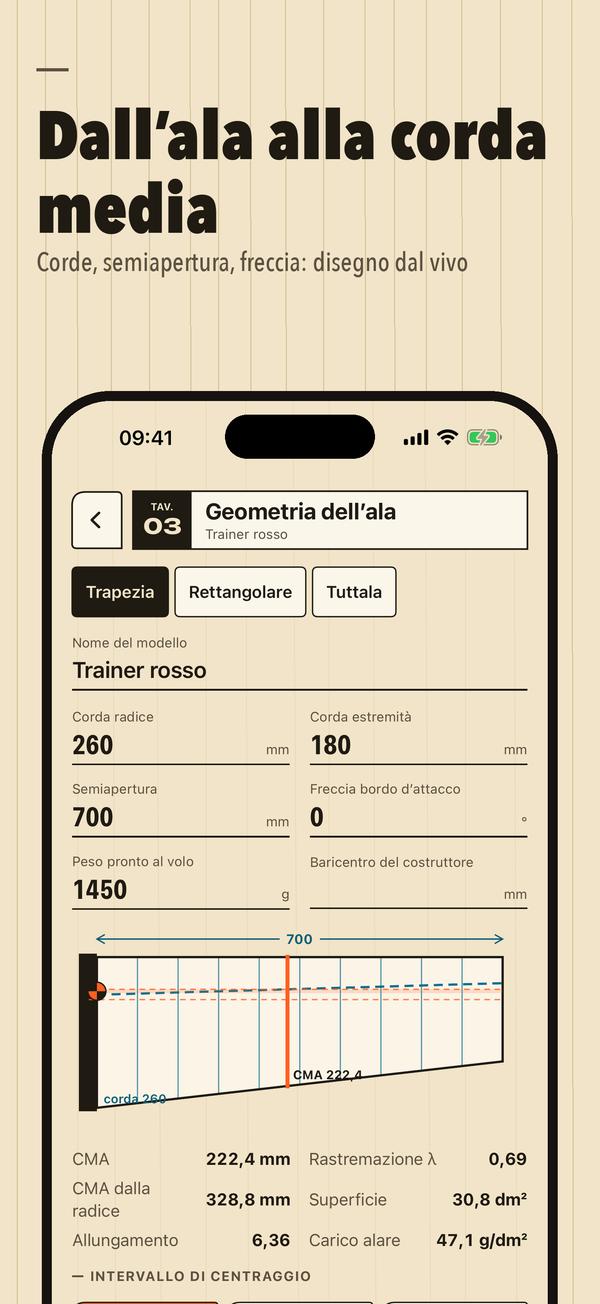 Dall’ala alla corda
media
Corde, semiapertura, freccia: disegno dal vivo
09:41
TAV.
03
Geometria dell’ala
Trainer rosso
Trapezia
Rettangolare
Tuttala
Nome del modello
Trainer rosso
Corda radice
Corda estremità
260 mm
180 mm
Semiapertura
Freccia bordo d’attacco
700 mm
0 °
Peso pronto al volo
Baricentro del costruttore
1450 g
mm
700
CMA 222,4
corda 260
CMA 222,4 mm
Rastremazione λ 0,69
CMA dalla
radice
328,8 mm
Superficie 30,8 dm²
Allungamento 6,36
Carico alare 47,1 g/dm²
— INTERVALLO DI CENTRAGGIO